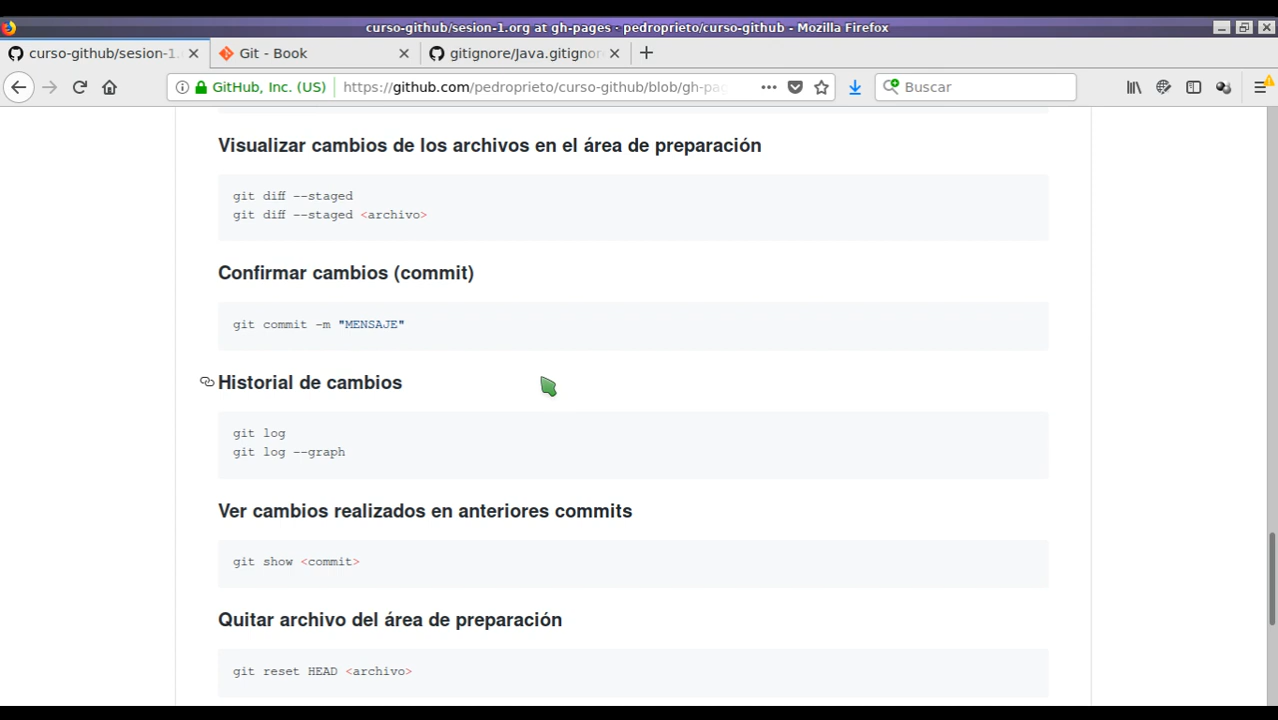 curso-github/sesion-1.org at gh-pages · pedroprieto/curso-github - Mozilla Firefox
curso-github/sesion-1.
Git - Book
gitignore/Java.gitignor
GitHub, Inc. (US)
https://github.com/pedroprieto/curso-github/blob/gh-pag
Buscar
Visualizar cambios de los archivos en el área de preparación
git diff --staged
git diff --staged <archivo>
Confirmar cambios (commit)
git commit -m "MENSAJE"
Historial de cambios
git log
git log --graph
Ver cambios realizados en anteriores commits
git show <commit>
Quitar archivo del área de preparación
git reset HEAD <archivo>